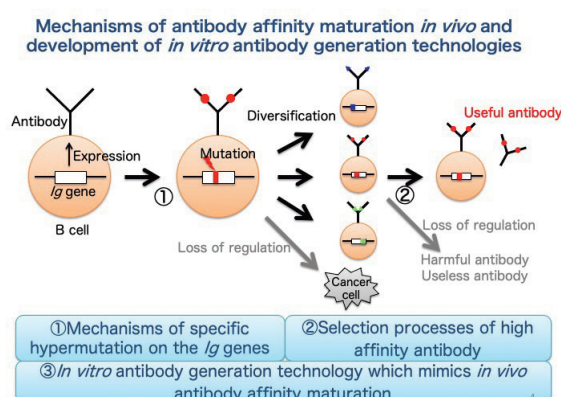 Mechanisms of antibody affinity maturation in vivo and
development of in vitro antibody generation technologies
Antibody
Expression
Ig gene
B cell
①
Mutation
Diversification
Loss of regulation
Cancer
cell
②
Useful antibody
Loss of regulation
Harmful antibody
Useless antibody
①Mechanisms of specific
hypermutation on the Ig genes
②Selection processes of high
affinity antibody
③In vitro antibody generation technology which mimics in vivo
antibody affinity maturation